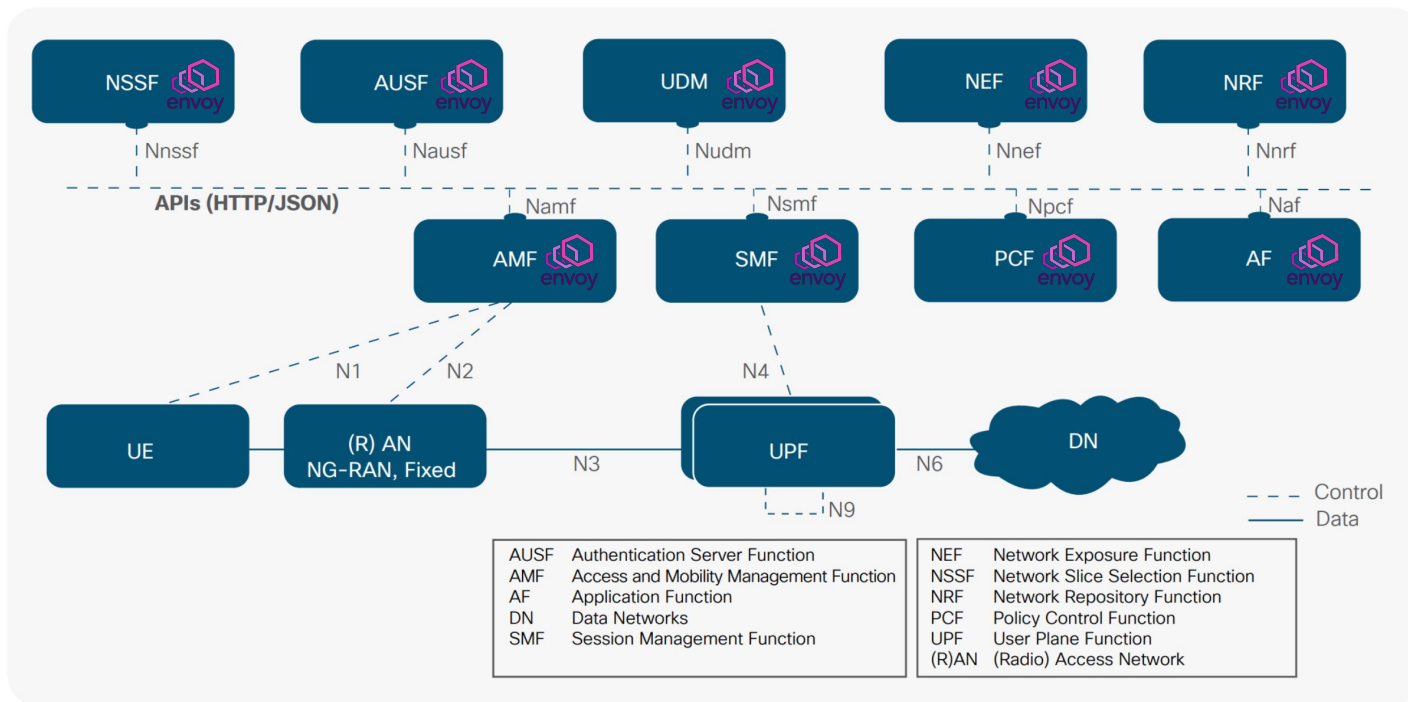 NSSF envoy
AUSF envoy
UDM envoy
NEF envoy
NRF envoy
Nnssf
Nausf
Nudm
Nnef
Nnrf
APIs (HTTP/JSON)
Namf
Nsmf
Npcf
Naf
AMF envoy
SMF envoy
PCF envoy
AF envoy
N1
N2
N4
UE
(R) AN
NG-RAN, Fixed
N3
UPF
N6
DN
N9
Control
Data
AUSF Authentication Server Function
AMF Access and Mobility Management Function
AF Application Function
DN Data Networks
SMF Session Management Function
NEF Network Exposure Function
NSSF Network Slice Selection Function
NRF Network Repository Function
PCF Policy Control Function
UPF User Plane Function
(R)AN (Radio) Access Network